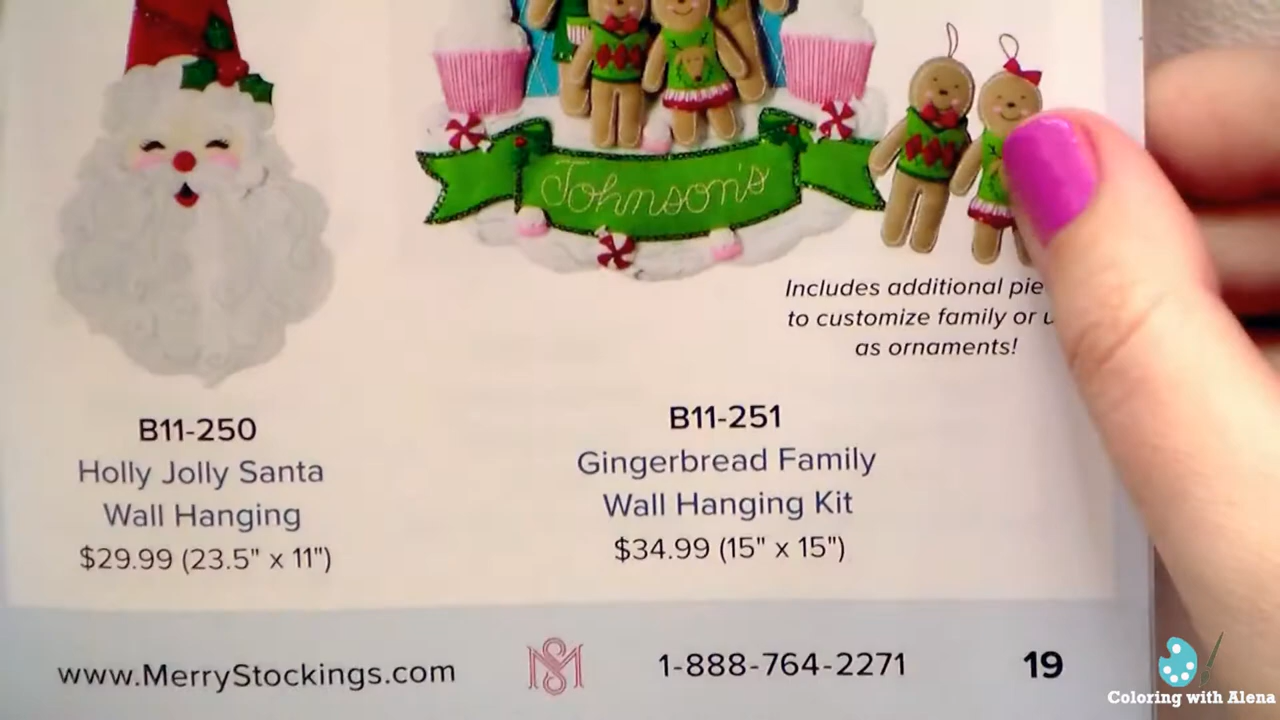 Johnson's
Includes additional
to customize family or
as ornaments!
B11-250
Holly Jolly Santa
Wall Hanging
$29.99 (23.5" x 11")
B11-251
Gingerbread Family
Wall Hanging Kit
$34.99 (15" x 15")
www.MerryStockings.com
1-888-764-2271
19
Coloring with Alena